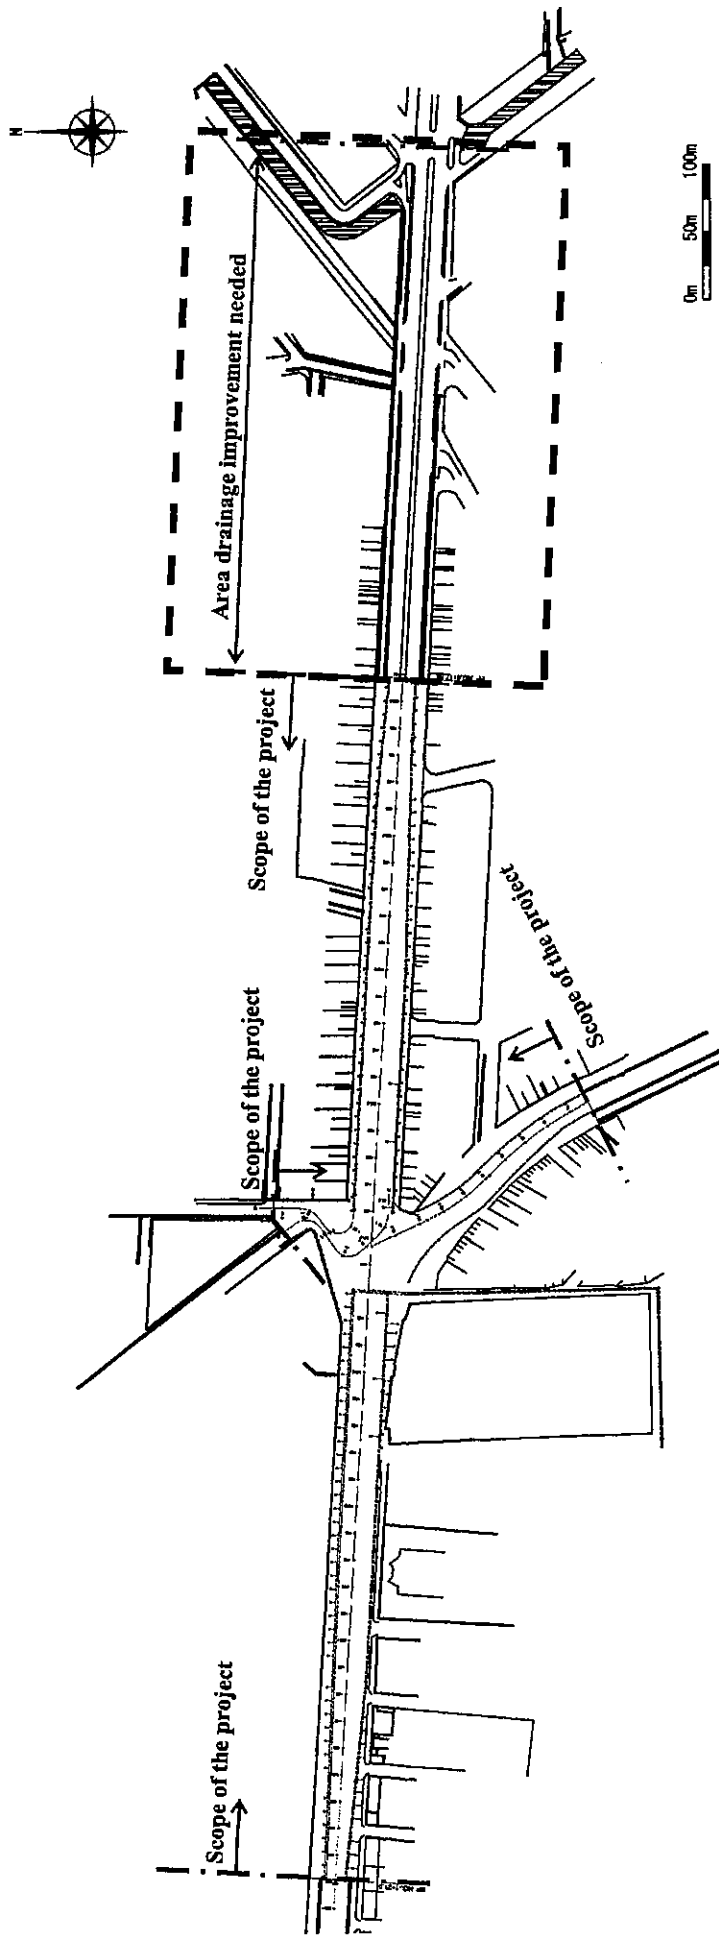 N
Area drainage improvement needed
0m 50m 100m
Scope of the project
Scope of the project
Scope of the project
Scope of the project